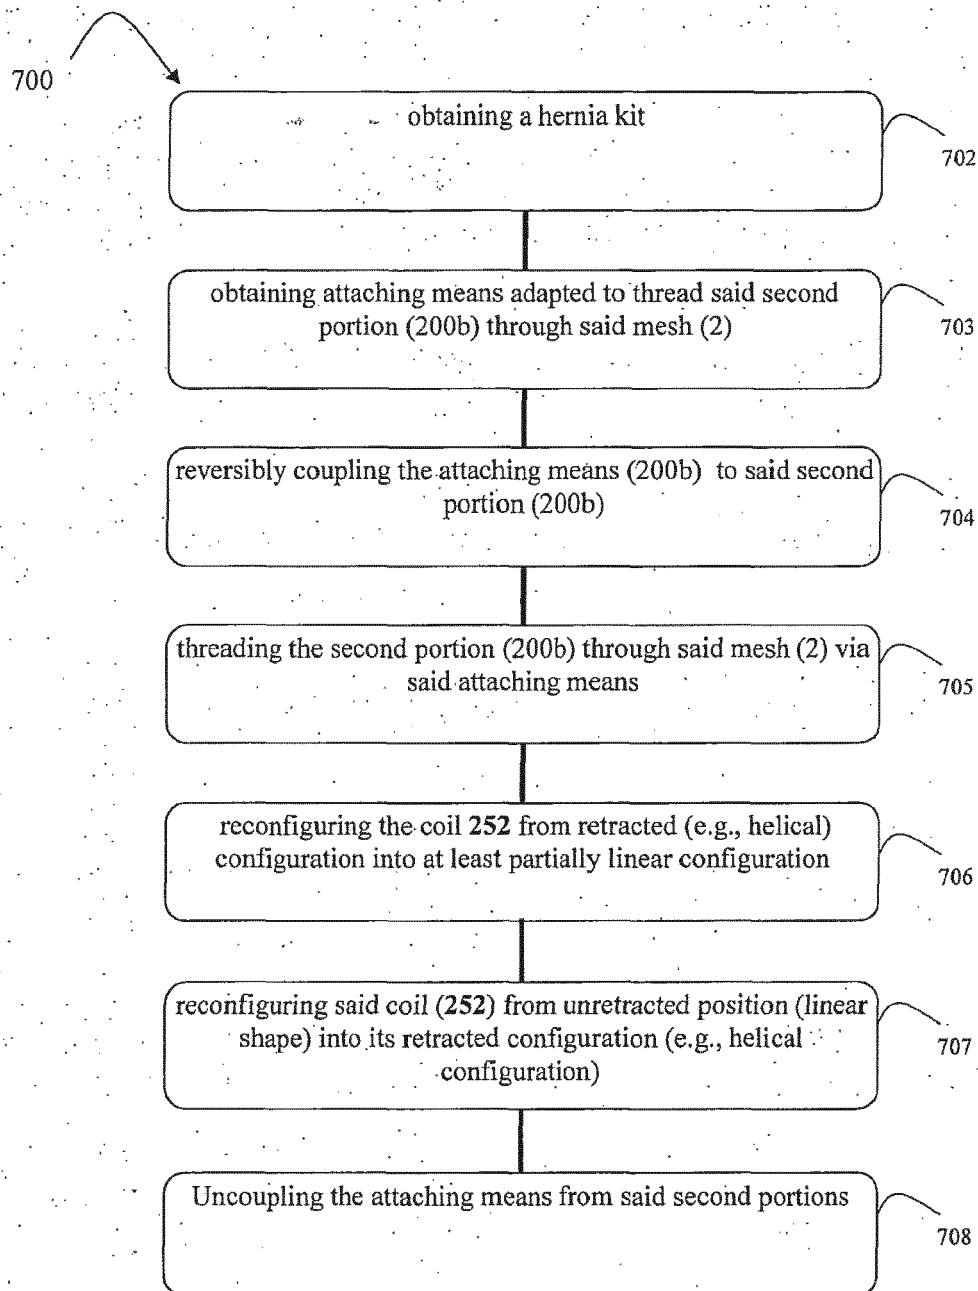 700
obtaining a hernia kit
702
obtaining attaching means adapted to thread said second
portion (200b) through said mesh (2)
703
reversibly coupling the attaching means (200b) to said second
portion (200b)
704
threading the second portion (200b) through said mesh (2) via
said attaching means
705
reconfiguring the coil 252 from retracted (e.g., helical)
configuration into at least partially linear configuration
706
reconfiguring said coil (252) from unretracted position (linear
shape) into its retracted configuration (e.g., helical
configuration)
707
Uncoupling the attaching means from said second portions
708